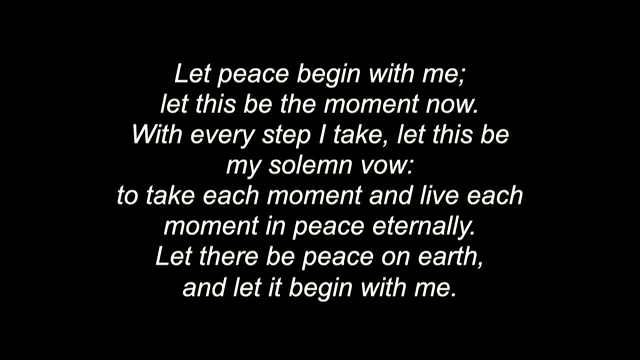 Let peace begin with me;
let this be the moment now.
With every step I take, let this be
my solemn vow:
to take each moment and live each
moment in peace eternally.
Let there be peace on earth,
and let it begin with me.